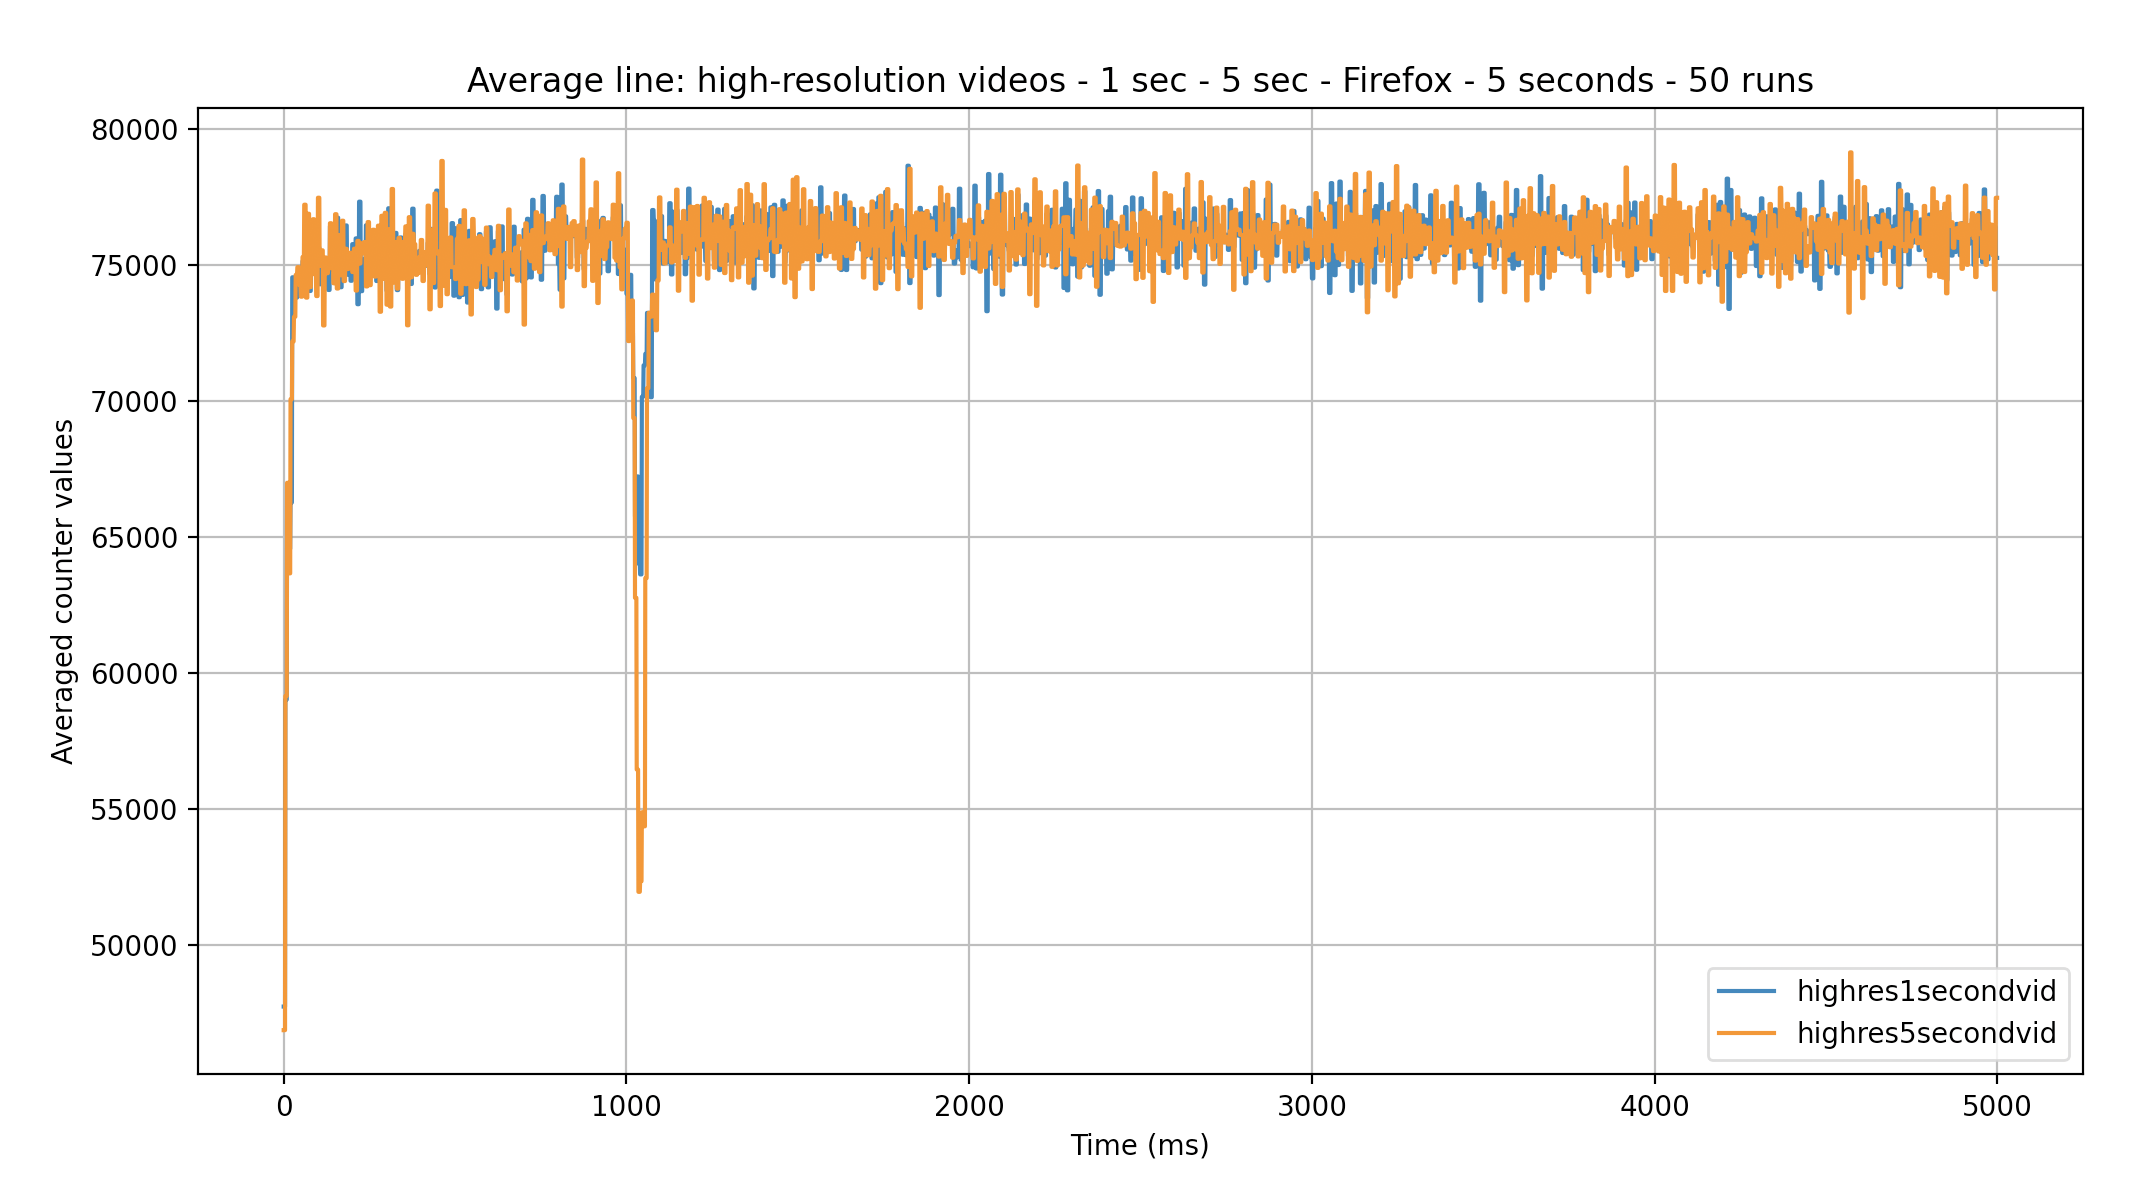 Average line: high-resolution videos - 1 sec - 5 sec - Firefox - 5 seconds - 50 runs
80000
75000
70000
65000
60000
55000
50000
Averaged counter values
0 1000 2000 3000 4000 5000
Time (ms)
highres1secondvid
highres5secondvid